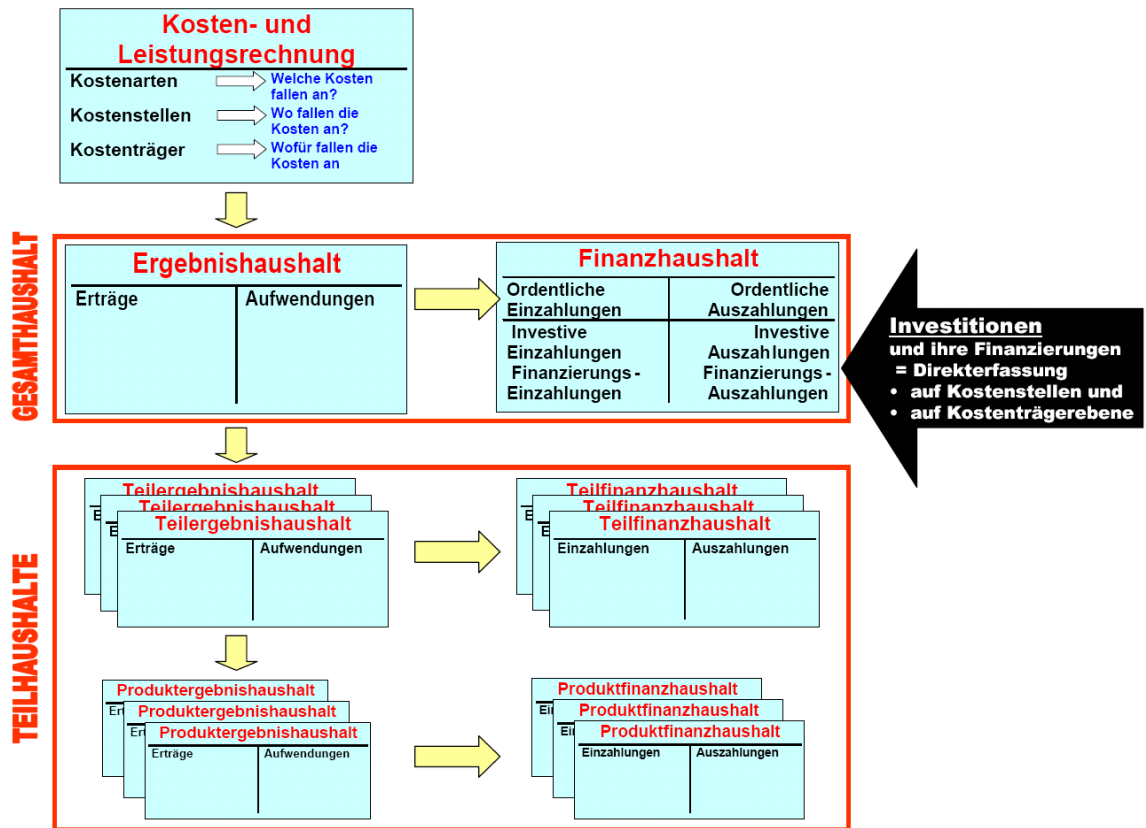 Kosten- und
Leistungsrechnung
Kostenarten
Welche Kosten
fallen an?
Kostenstellen
Wo fallen die
Kosten an?
Kostenträger
Wofür fallen die
Kosten an
GESAMTHAUSHALT
Ergebnishaushalt
Erträge
Aufwendungen
Finanzhaushalt
Ordentliche
Einzahlungen
Ordentliche
Auszahlungen
Investive
Einzahlungen
Finanzierungs-
Einzahlungen
Investive
Auszahlungen
Finanzierungs-
Auszahlungen
Investitionen
und ihre Finanzierungen
= Direkterfassung
• auf Kostenstellen und
• auf Kostenträgerebene
TEILHAUSHALTE
Teilergebnishaushalt
Teilergebnishaushalt
Teilergebnishaushalt
Erträge
Aufwendungen
Teilfinanzhaushalt
Teilfinanzhaushalt
Teilfinanzhaushalt
Einzahlungen
Auszahlungen
Produktergebnishaushalt
Produktergebnishaushalt
Produktergebnishaushalt
Erträge
Aufwendungen
Produktfinanzhaushalt
Produktfinanzhaushalt
Produktfinanzhaushalt
Einzahlungen
Auszahlungen